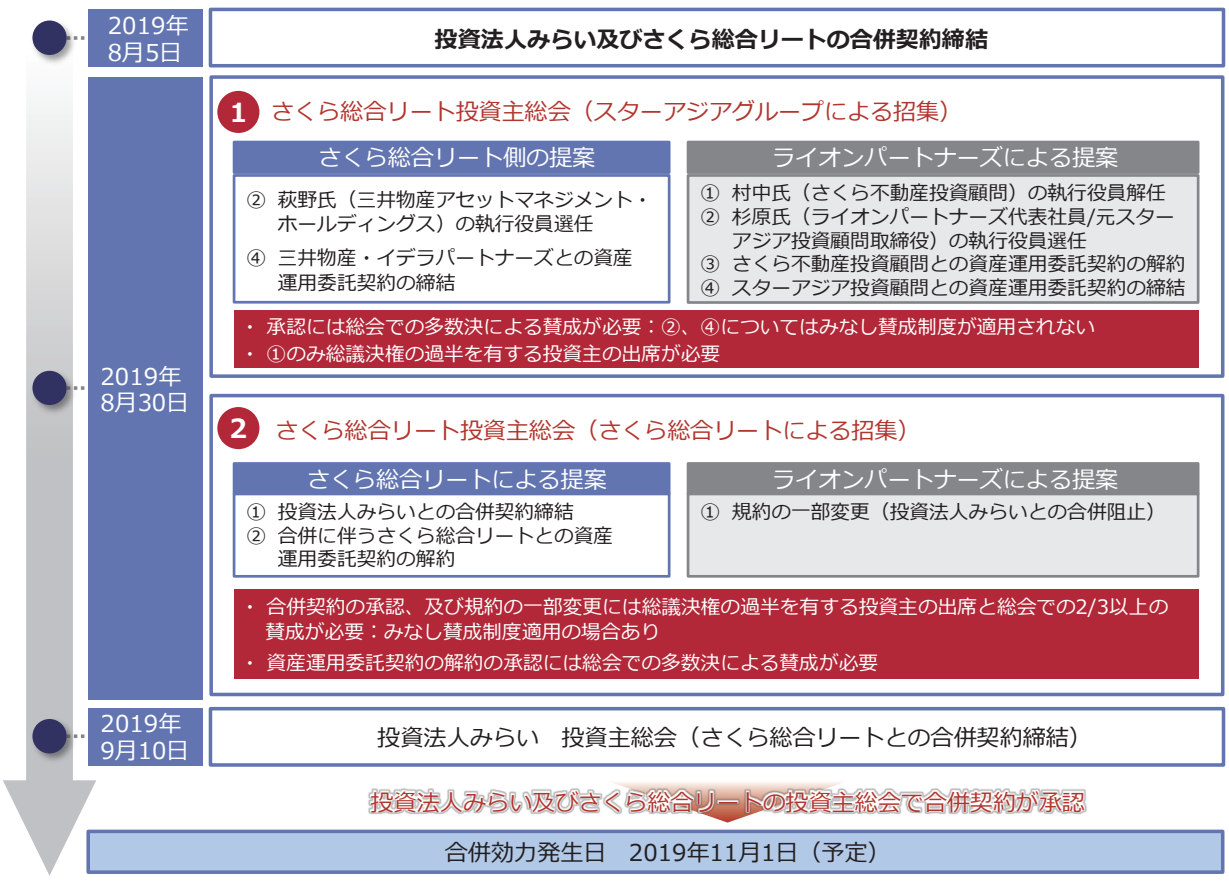 2019年
8月5日
投資法人みらい及びさくら総合リートの合併契約締結
2019年
8月30日
1 さくら総合リート投資主総会（スターアジアグループによる招集）
さくら総合リート側の提案
② 萩野氏（三井物産アセットマネジメント・
ホールディングス）の執行役員選任
④ 三井物産・イデラパートナーズとの資産
運用委託契約の締結
ライオンパートナーズによる提案
① 村中氏（さくら不動産投資顧問）の執行役員解任
② 杉原氏（ライオンパートナーズ代表社員/元スター
アジア投資顧問取締役）の執行役員選任
③ さくら不動産投資顧問との資産運用委託契約の解約
④ スターアジア投資顧問との資産運用委託契約の締結
・ 承認には総会での多数決による賛成が必要：②、④についてはみなし賛成制度が適用されない
・ ①のみ総議決権の過半を有する投資主の出席が必要
2 さくら総合リート投資主総会（さくら総合リートによる招集）
さくら総合リートによる提案
① 投資法人みらいとの合併契約締結
② 合併に伴うさくら総合リートとの資産
運用委託契約の解約
ライオンパートナーズによる提案
① 規約の一部変更（投資法人みらいとの合併阻止）
・ 合併契約の承認、及び規約の一部変更には総議決権の過半を有する投資主の出席と総会での2/3以上の
賛成が必要：みなし賛成制度適用の場合あり
・ 資産運用委託契約の解約の承認には総会での多数決による賛成が必要
2019年
9月10日
投資法人みらい　投資主総会（さくら総合リートとの合併契約締結）
投資法人みらい及びさくら総合リートの投資主総会で合併契約が承認
合併効力発生日　2019年11月1日（予定）